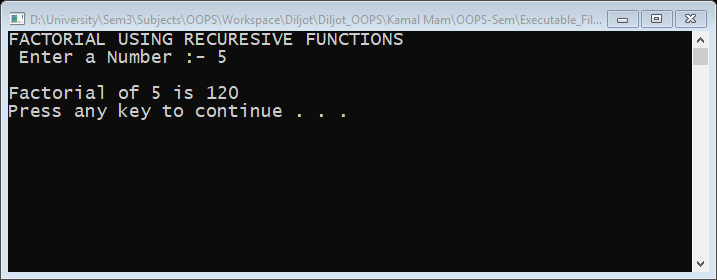 D:\University\Sem3\Subjects\OOPS\Workspace\Diljot\Diljot_OOPS\Kamal Mam\OOPS-Sem\Executable_Fil...
FACTORIAL USING RECURESIVE FUNCTIONS
Enter a Number :- 5
Factorial of 5 is 120
Press any key to continue . . .